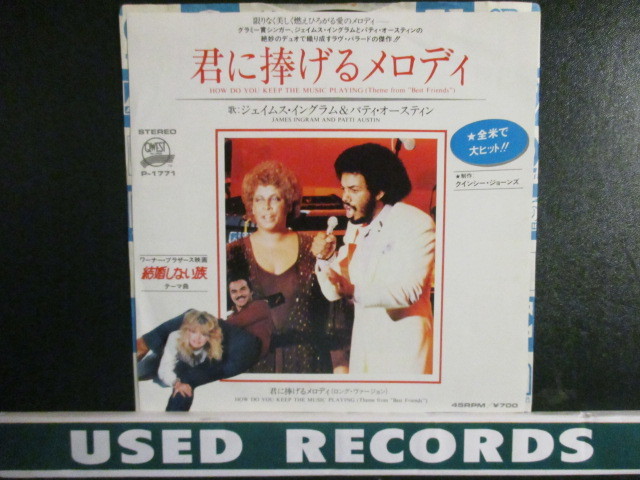 限りなく美しく燃えひろがる愛のメロディ——
グラミー賞シンガー、ジェイムス・イングラムとパティ・オースティンの
絶妙のデュオで織り成すラヴ・バラードの傑作!!
君に捧げるメロディ
HOW DO YOU KEEP THE MUSIC PLAYING (Theme from "Best Friends")
歌:ジェイムス・イングラム&パティ・オースティン
JAMES INGRAM AND PATTI AUSTIN
STEREO
QWEST
P-1771
★全米で
大ヒット!!
★制作
クインシー・ジョーンズ
ワーナー・ブラザース映画
結婚しない族
テーマ曲
君に捧げるメロディ(ロング・ヴァージョン)
HOW DO YOU KEEP THE MUSIC PLAYING (Theme from "Best Friends")
45RPM/¥700
USED RECORDS